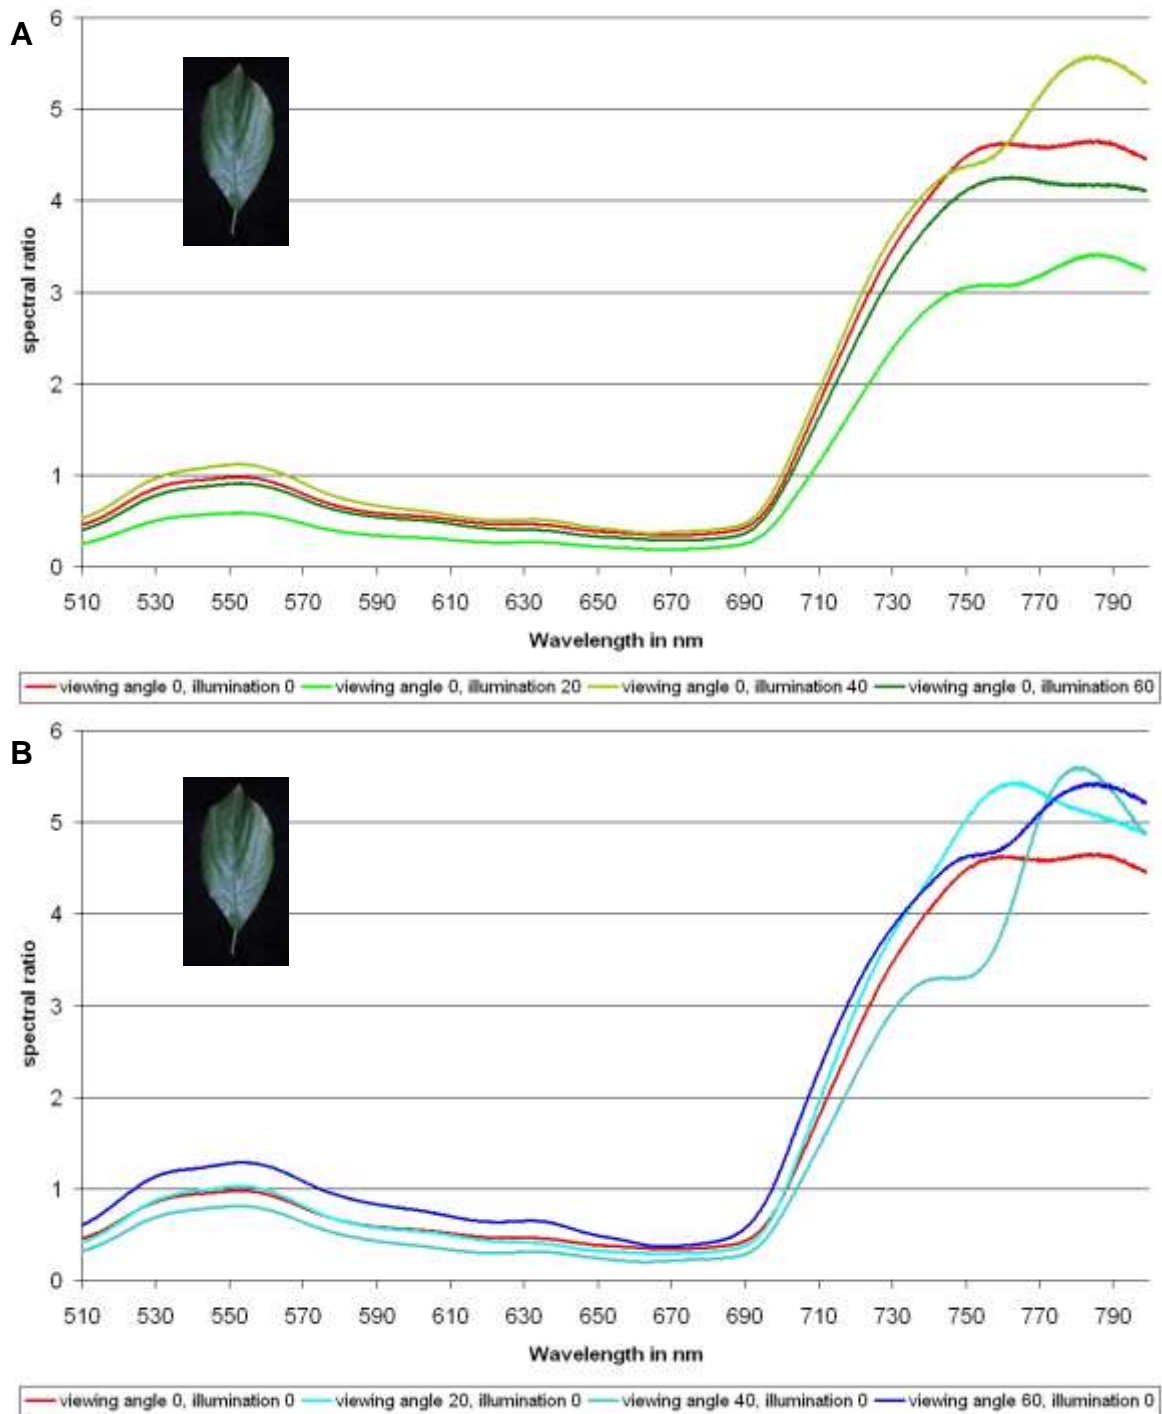 A
6
5
4
3
2
1
0
spectral ratio
510 530 550 570 590 610 630 650 670 690 710 730 750 770 790
Wavelength in nm
viewing angle 0, illumination 0 viewing angle 0, illumination 20 viewing angle 0, illumination 40 viewing angle 0, illumination 60
B
6
5
4
3
2
1
0
spectral ratio
510 530 550 570 590 610 630 650 670 690 710 730 750 770 790
Wavelength in nm
viewing angle 0, illumination 0 viewing angle 20, illumination 0 viewing angle 40, illumination 0 viewing angle 60, illumination 0